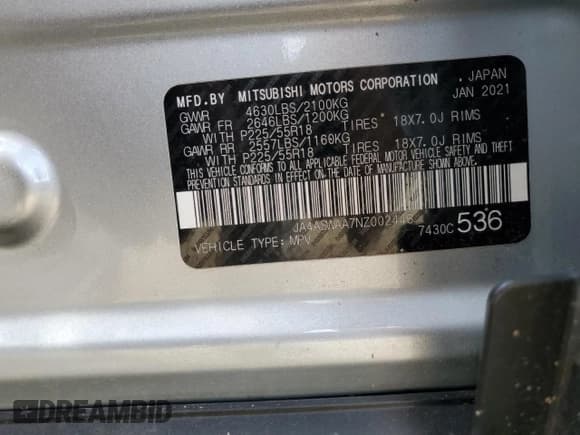 MFD.BY MITSUBISHI MOTORS CORPORATION . JAPAN
GVWR 4630LBS/2100KG JAN 2021
GAWR FR 2646LBS/1200KG
WITH P225/55R18 TIRES 18X7.0J RIMS
GAWR RR 2557LBS/1160KG
WITH P225/55R18 TIRES 18X7.0J RIMS
THIS VEHICLE CONFORMS TO ALL APPLICABLE FEDERAL MOTOR VEHICLE SAFETY AND THEFT
PREVENTION STANDARDS IN EFFECT ON THE DATE OF MANUFACTURE SHOWN ABOVE.
VEHICLE TYPE: MPV 7430C 536
DREAMBID